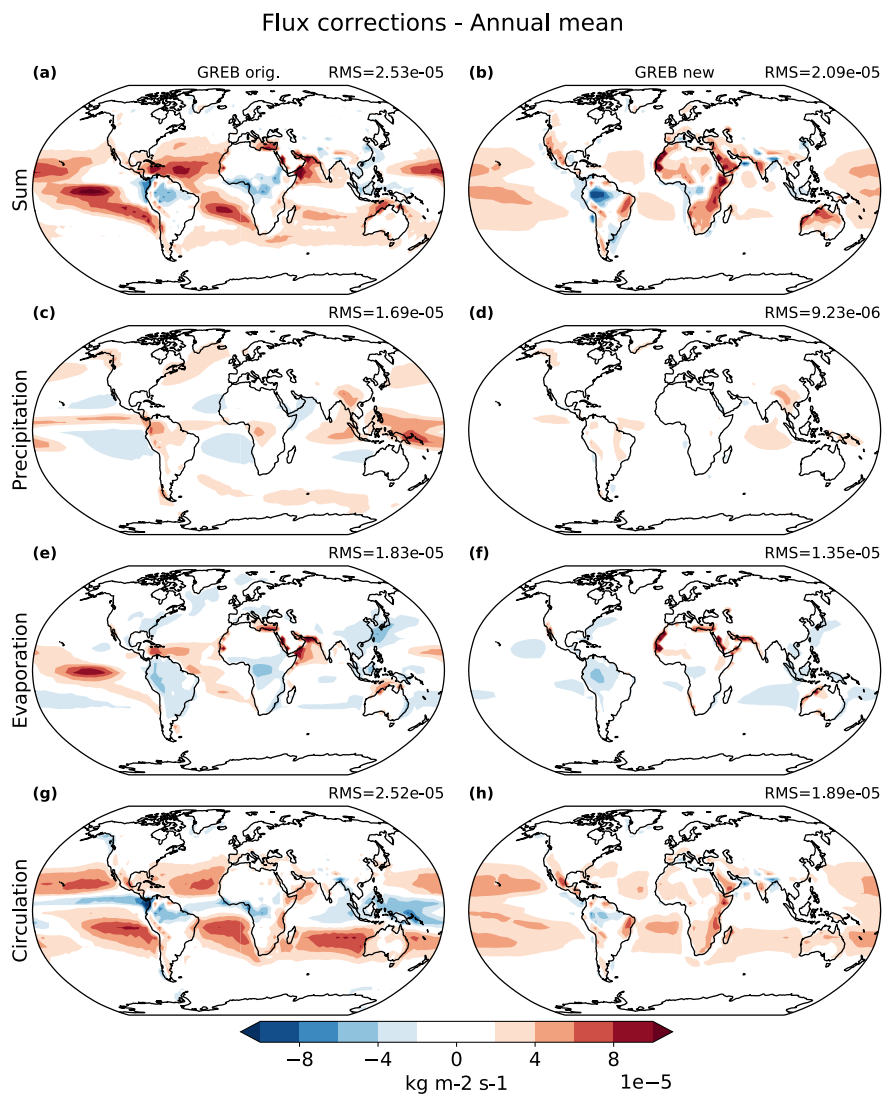 Flux corrections - Annual mean
(a) GREB orig. RMS=2.53e-05
(b) GREB new RMS=2.09e-05
Sum
(c) RMS=1.69e-05
(d) RMS=9.23e-06
Precipitation
(e) RMS=1.83e-05
(f) RMS=1.35e-05
Evaporation
(g) RMS=2.52e-05
(h) RMS=1.89e-05
Circulation
−8 −4 0 4 8
kg m-2 s-1 1e−5